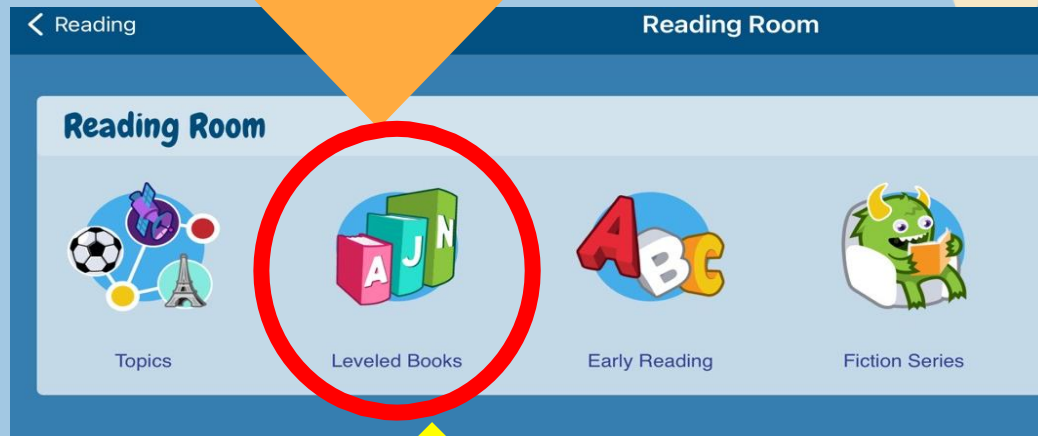 Reading
Reading Room
Reading Room
A J N
A B C
Topics
Leveled Books
Early Reading
Fiction Series